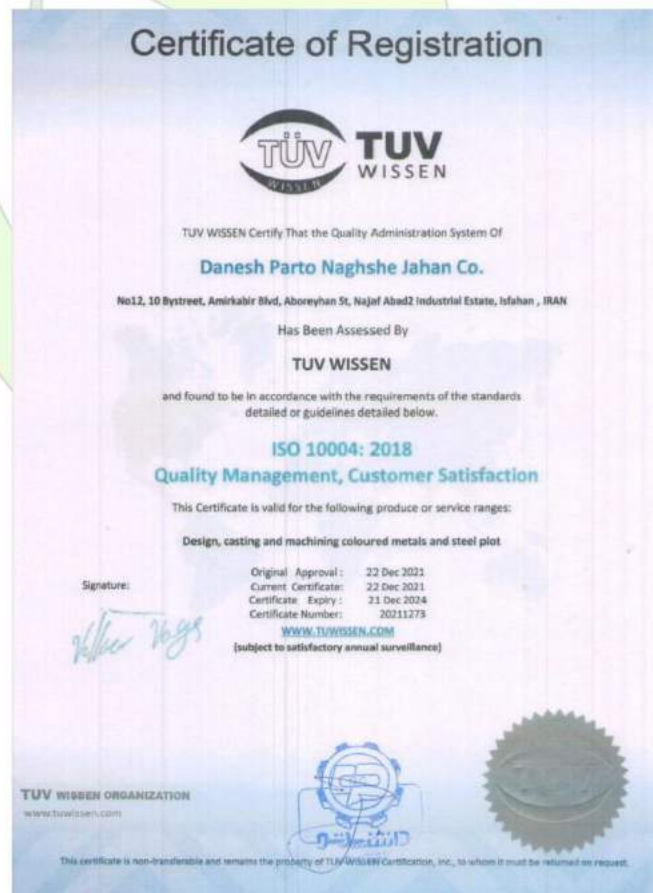 Certificate of Registration
TÜV
WISSEN
TUV
WISSEN
TUV WISSEN Certify That the Quality Administration System Of
Danesh Parto Naghshe Jahan Co.
No12, 10 Bystreet, Amirkabir Blvd, Aboreyhan St, Najaf Abad2 Industrial Estate, Isfahan , IRAN
Has Been Assessed By
TUV WISSEN
and found to be in accordance with the requirements of the standards
detailed or guidelines detailed below.
ISO 10004: 2018
Quality Management, Customer Satisfaction
This Certificate is valid for the following produce or service ranges:
Design, casting and machining coloured metals and steel plot
Original Approval : 22 Dec 2021
Current Certificate: 22 Dec 2021
Certificate Expiry : 21 Dec 2024
Certificate Number: 20211273
WWW.TUWISSEN.COM
(subject to satisfactory annual surveillance)
Signature:
TUV WISSEN ORGANIZATION
www.tuwissen.com
This certificate is non-transferable and remains the property of TUV WISSEN Certification, Inc., to whom it must be returned on request.